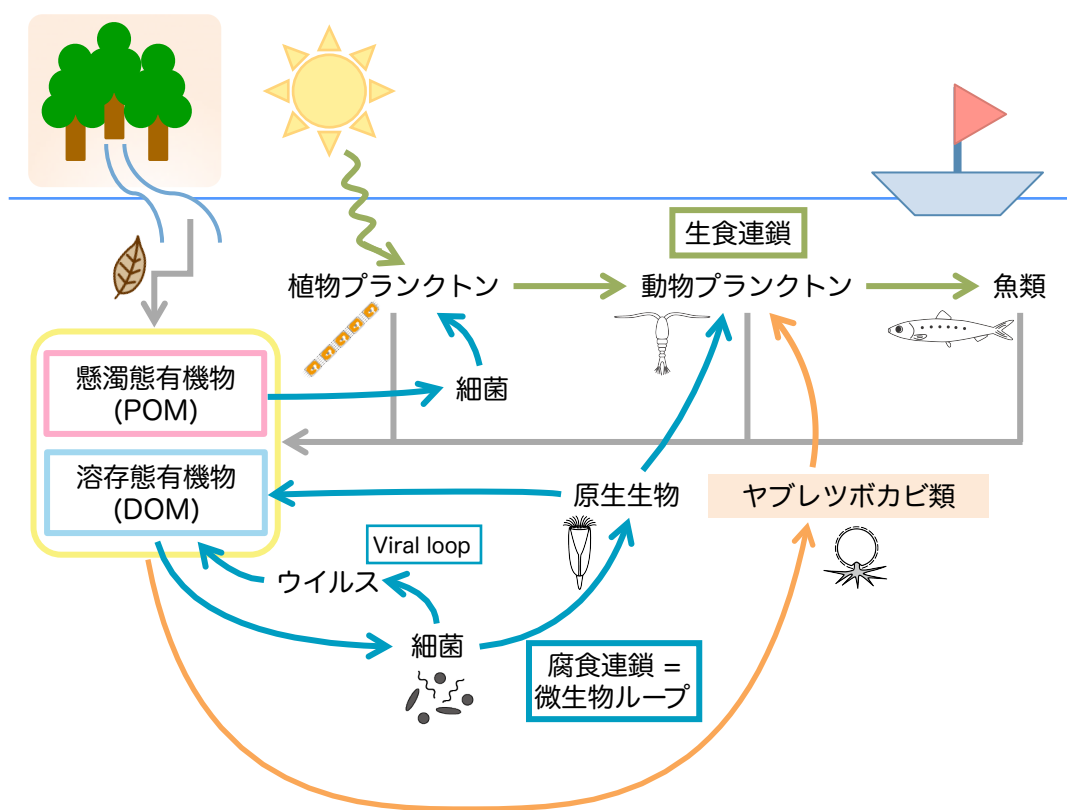 生食連鎖
植物プランクトン
動物プランクトン
魚類
懸濁態有機物
(POM)
細菌
溶存態有機物
(DOM)
原生生物
ヤブレツボカビ類
Viral loop
ウイルス
細菌
腐食連鎖 =
微生物ループ